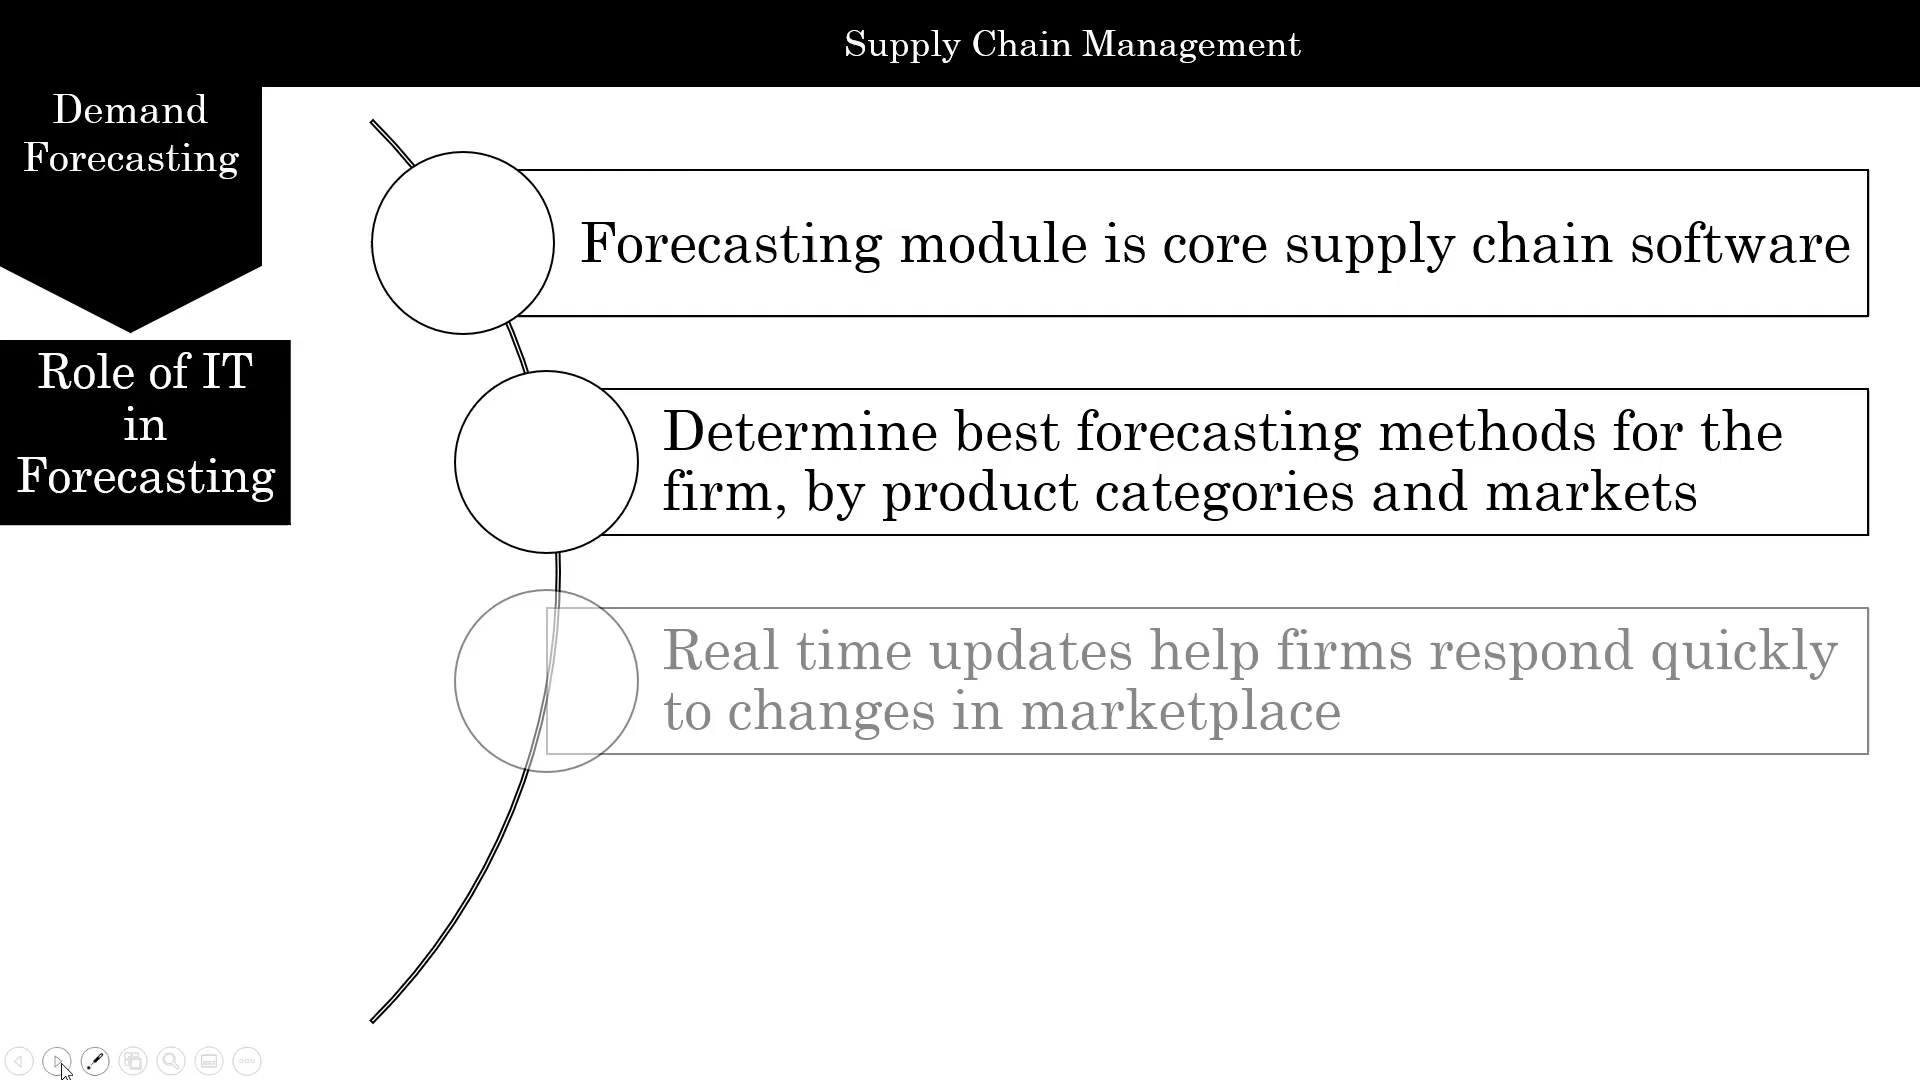 Supply Chain Management
Demand
Forecasting
Role of IT
in
Forecasting
Forecasting module is core supply chain software
Determine best forecasting methods for the
firm, by product categories and markets
Real time updates help firms respond quickly
to changes in marketplace